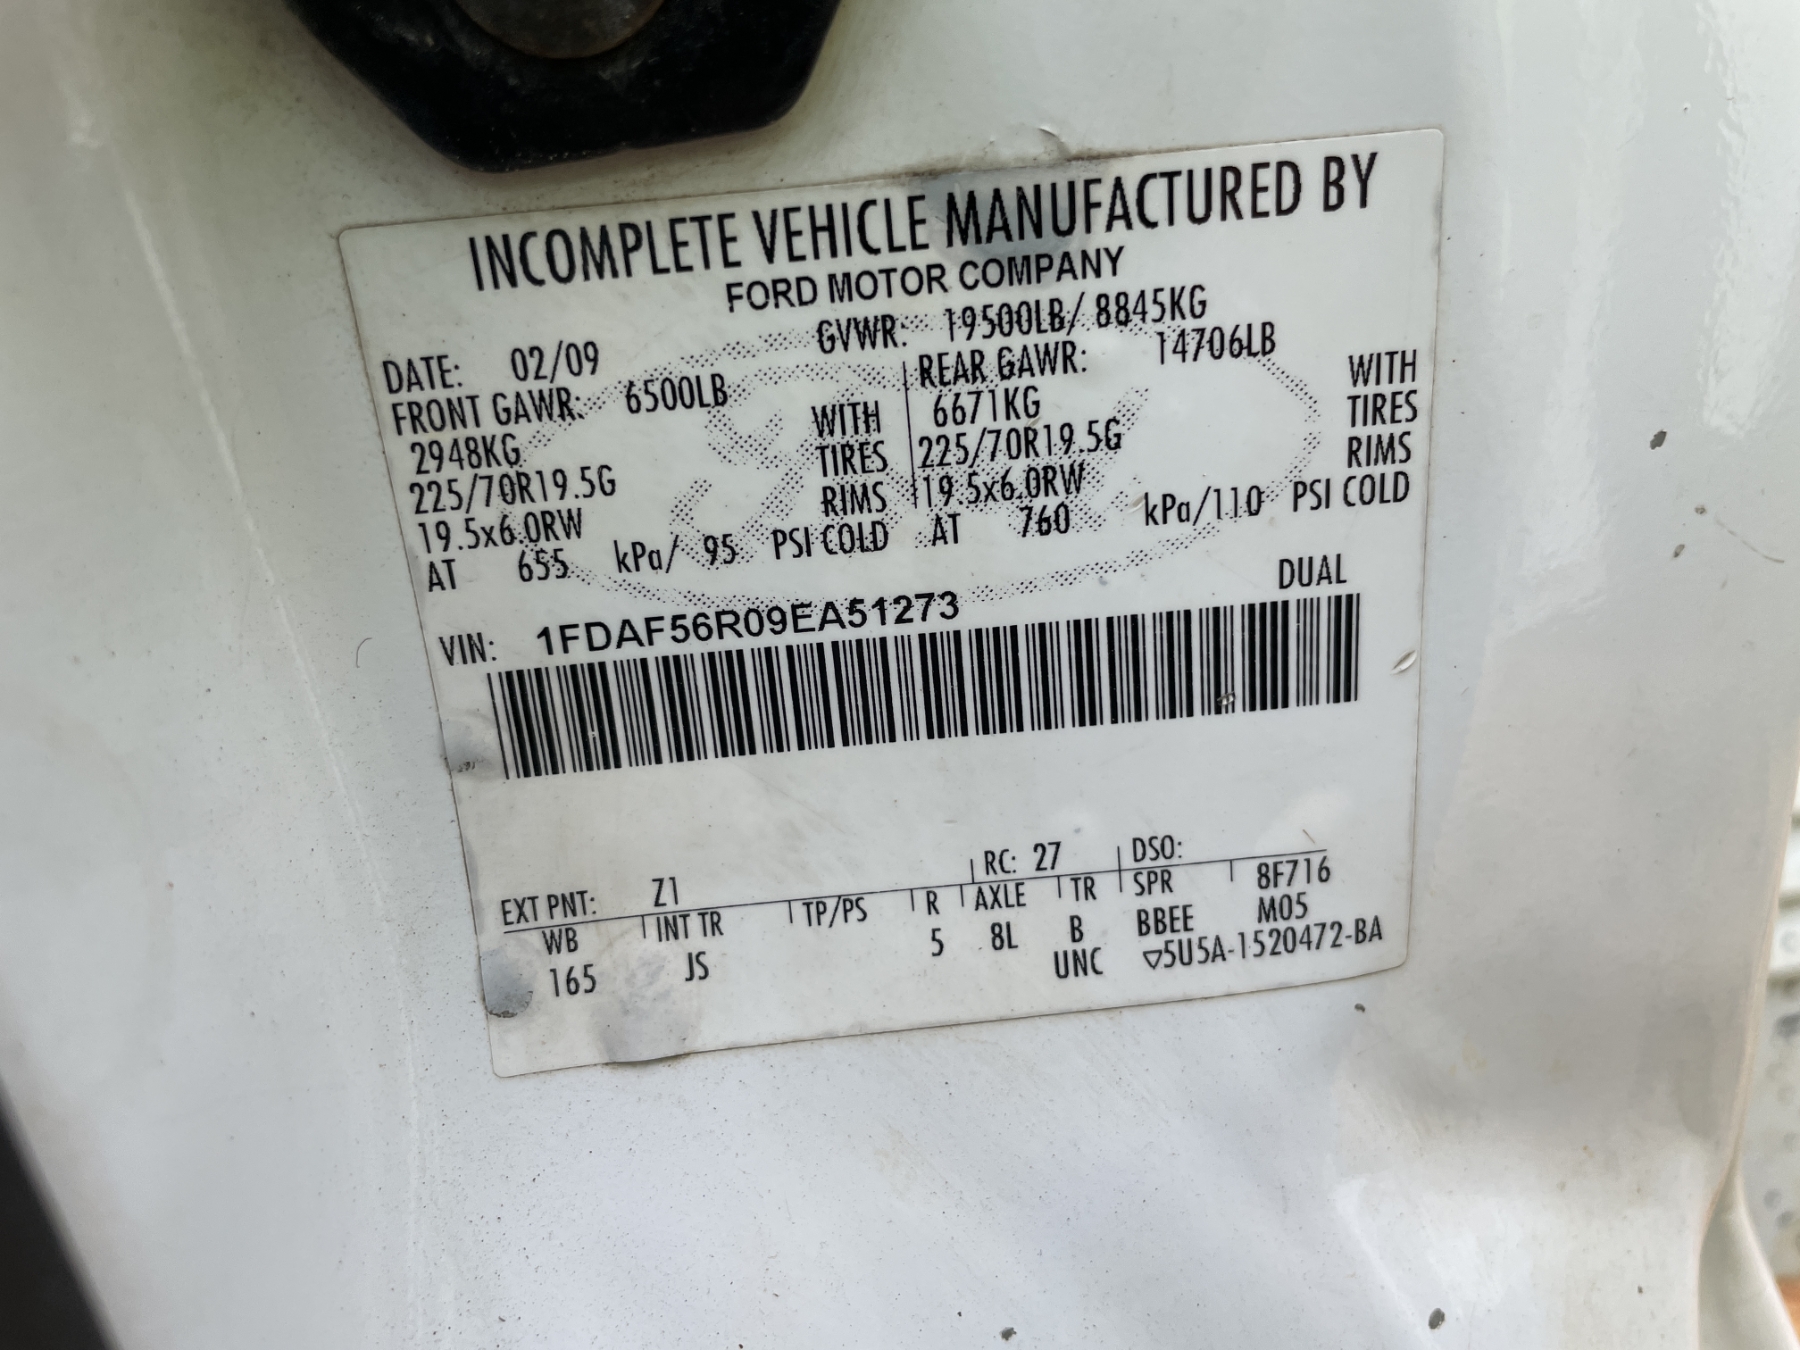 INCOMPLETE VEHICLE MANUFACTURED BY
FORD MOTOR COMPANY
DATE: 02/09 GVWR: 19500LB/ 8845KG
FRONT GAWR: 6500LB REAR GAWR: 14706LB
2948KG WITH 6671KG WITH
225/70R19.5G TIRES 225/70R19.5G TIRES
19.5x6.0RW RIMS 19.5x6.0RW RIMS
AT 655 kPa/ 95 PSI COLD AT 760 kPa/110 PSI COLD
VIN: 1FDAF56R09EA51273 DUAL
EXT PNT: Z1 RC: 27 DSO:
WB INT TR TP/PS R AXLE TR SPR 8F716
165 JS 5 8L B BBEE M05
UNC ▽5U5A-1520472-BA